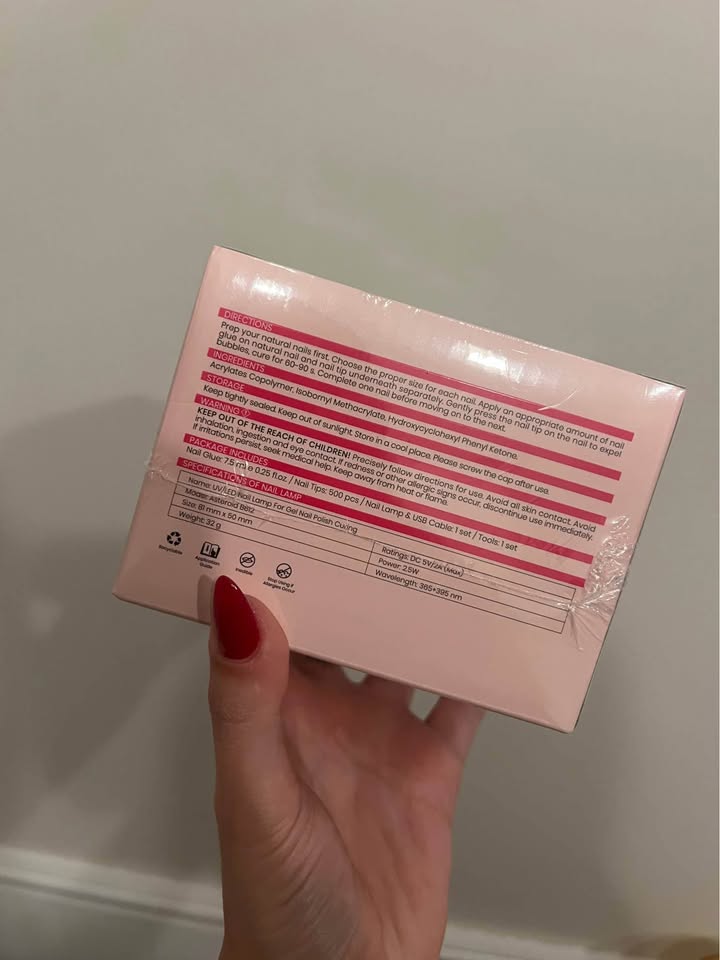 DIRECTIONS
Prep your natural nails first. Choose the proper size for each nail. Apply an appropriate amount of nail
glue on natural nail and nail tip underneath separately. Gently press the nail tip on the nail to expel
bubbles, cure for 60-90 s. Complete one nail before moving on to the next.
INGREDIENTS
Acrylates Copolymer, Isobornyl Methacrylate, Hydroxycyclohexyl Phenyl Ketone.
STORAGE
Keep tightly sealed. Keep out of sunlight. Store in a cool place. Please screw the cap after use.
WARNING
KEEP OUT OF THE REACH OF CHILDREN! Precisely follow directions for use. Avoid all skin contact. Avoid
inhalation, ingestion and eye contact. If redness or other allergic signs occur, discontinue use immediately.
If irritations persist, seek medical help. Keep away from heat or flame.
PACKAGE INCLUDES
Nail Glue: 7.5 ml e 0.25 fl.oz. / Nail Tips: 500 pcs / Nail Lamp & USB Cable: 1 set / Tools: 1 set
SPECIFICATIONS OF NAIL LAMP
Name: UV/LED Nail Lamp For Gel Nail Polish Curing
Model: Asteroid B612
Size: 81 mm x 50 mm
Weight: 32 g
Ratings: DC 5V/2A (Max)
Power: 2.5W
Wavelength: 365+395 nm
Recyclable
Application
Guide
Inedible
Stop Using If
Allergies Occur